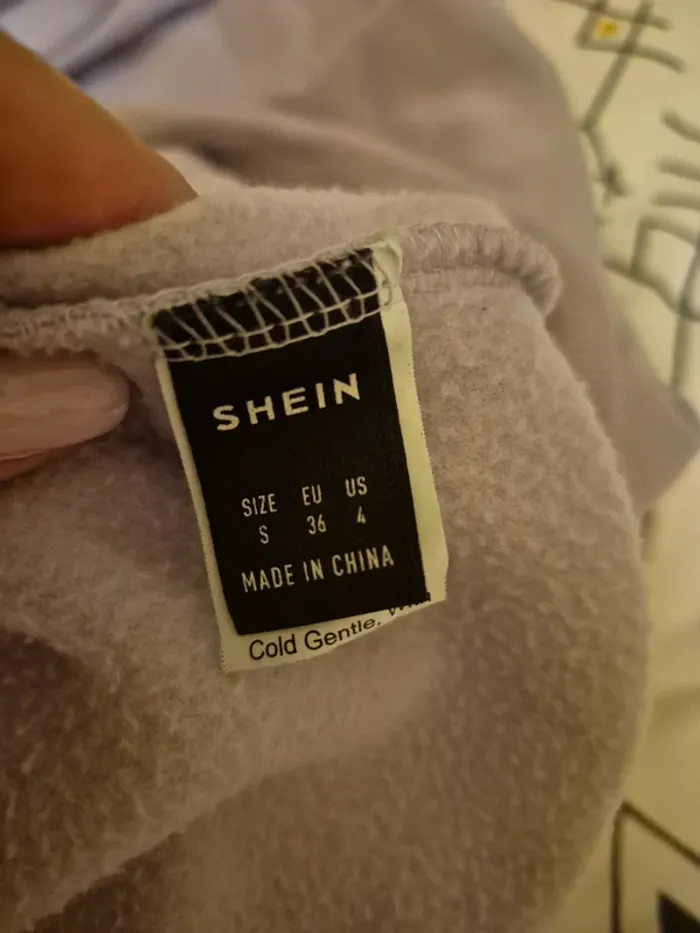 SHEIN
SIZE EU US
S 36 4
MADE IN CHINA
Cold Gentle,